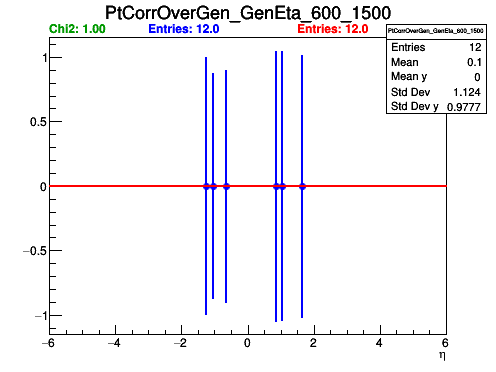 PtCorrOverGen_GenEta_600_1500
Chi2: 1.00 Entries: 12.0 Entries: 12.0
PtCorrOverGen_GenEta_600_1500
Entries 12
Mean 0.1
Mean y 0
Std Dev 1.124
Std Dev y 0.9777
1
0.5
0
−0.5
−1
−6 −4 −2 0 2 4 6
η